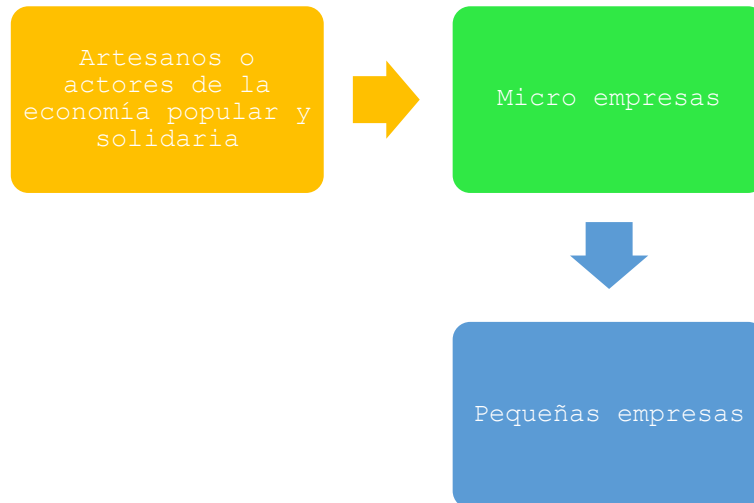 Artesanos o
actores de la
economía popular y
solidaria
Micro empresas
Pequeñas empresas